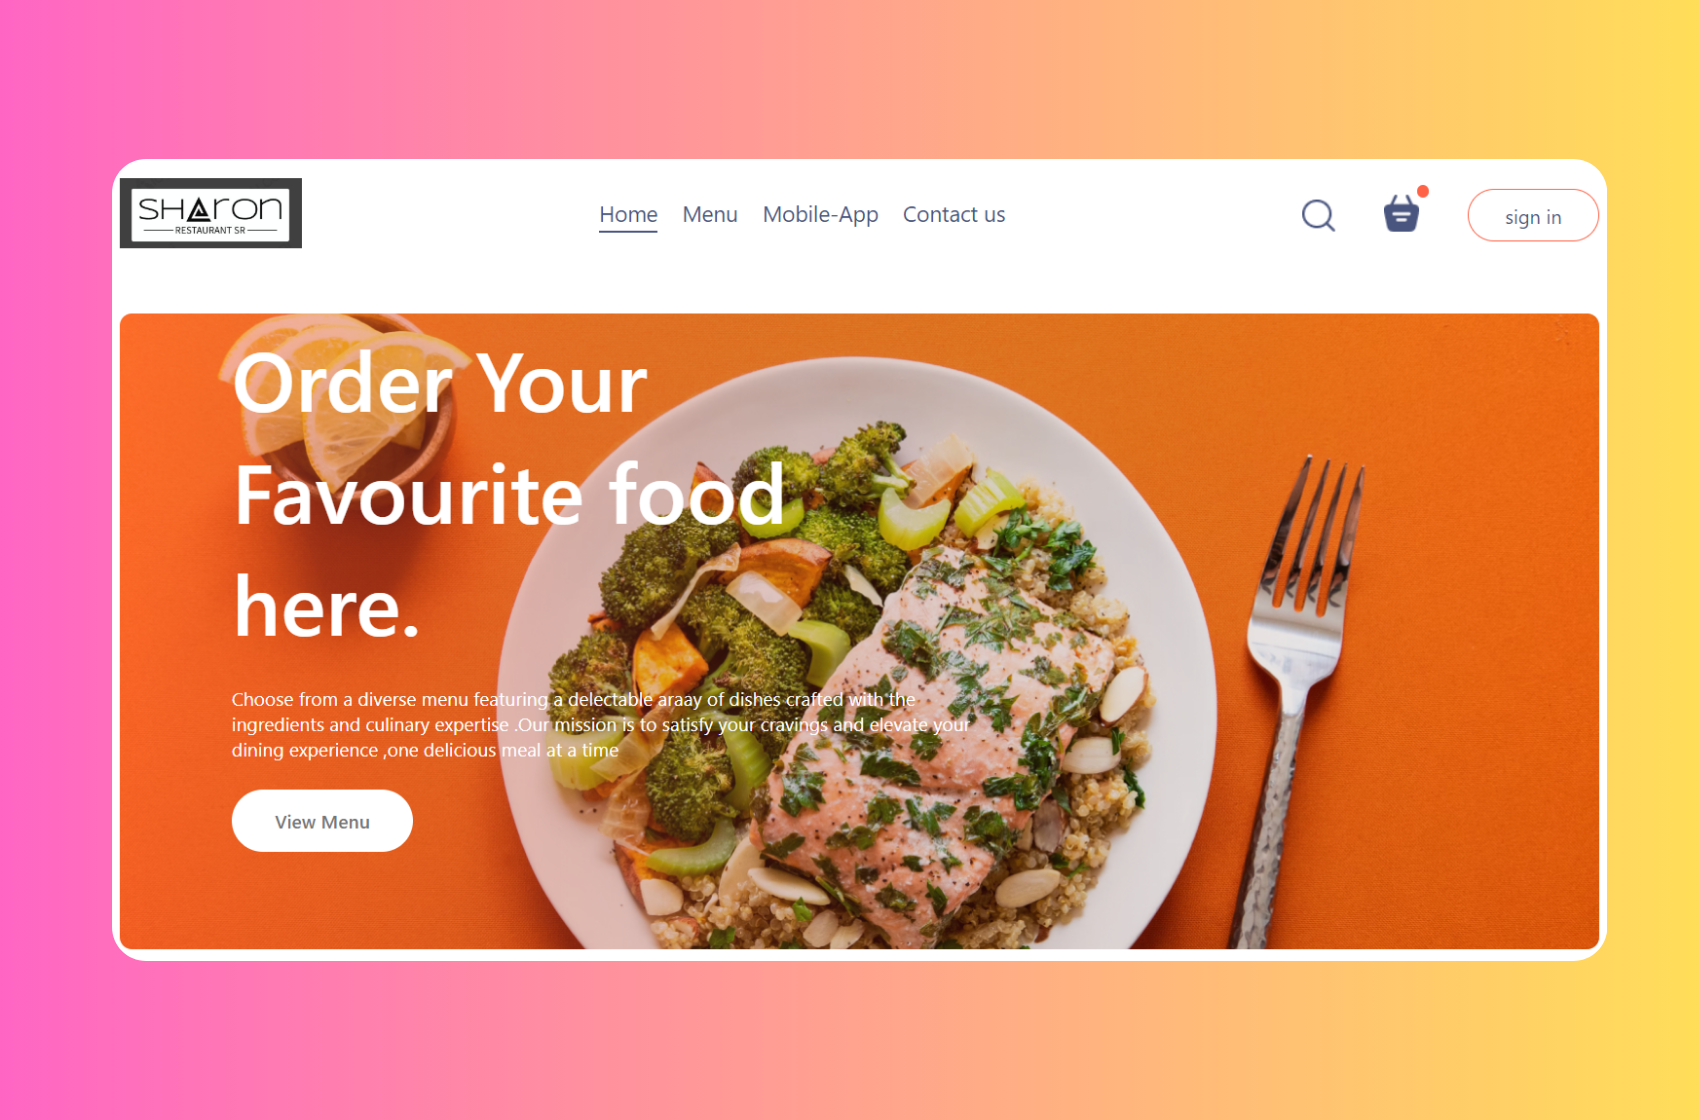 SHARON
RESTAURANT SR
Home Menu Mobile-App Contact us
sign in
Order Your
Favourite food
here.
Choose from a diverse menu featuring a delectable araay of dishes crafted with the
ingredients and culinary expertise .Our mission is to satisfy your cravings and elevate your
dining experience ,one delicious meal at a time
View Menu